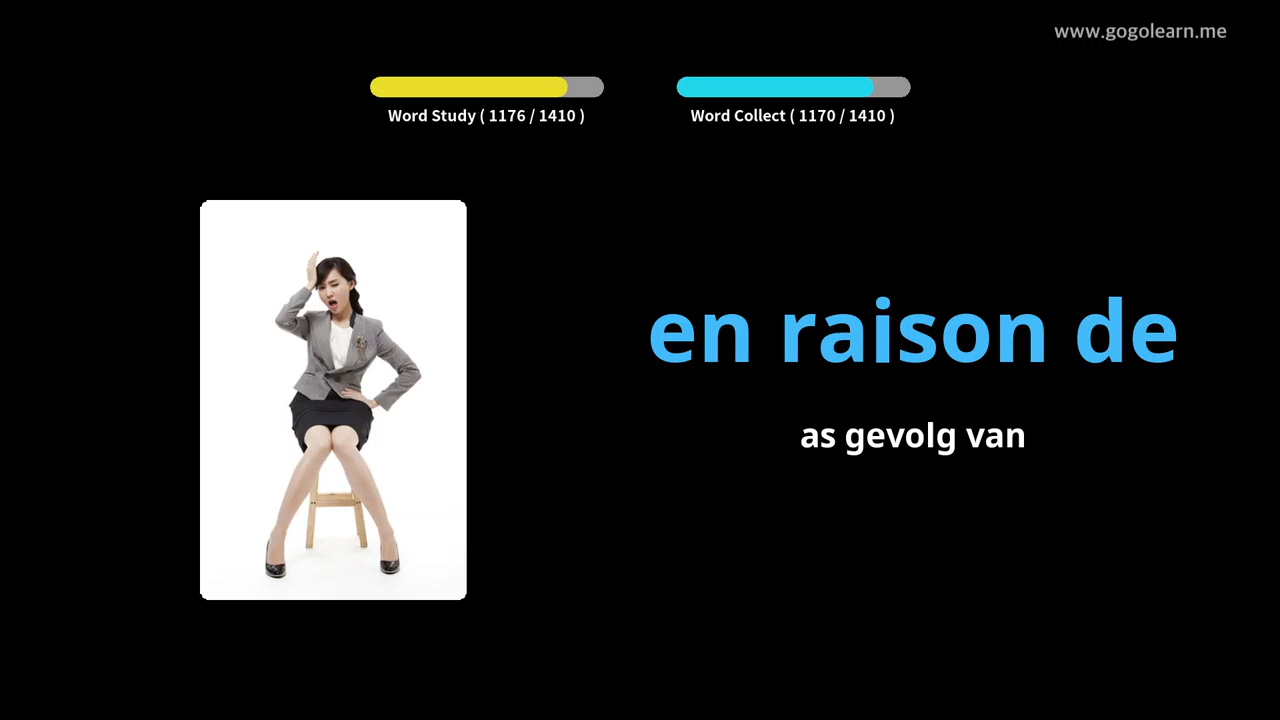 www.gogolearn.me
Word Study ( 1176 / 1410 )
Word Collect ( 1170 / 1410 )
en raison de
as gevolg van